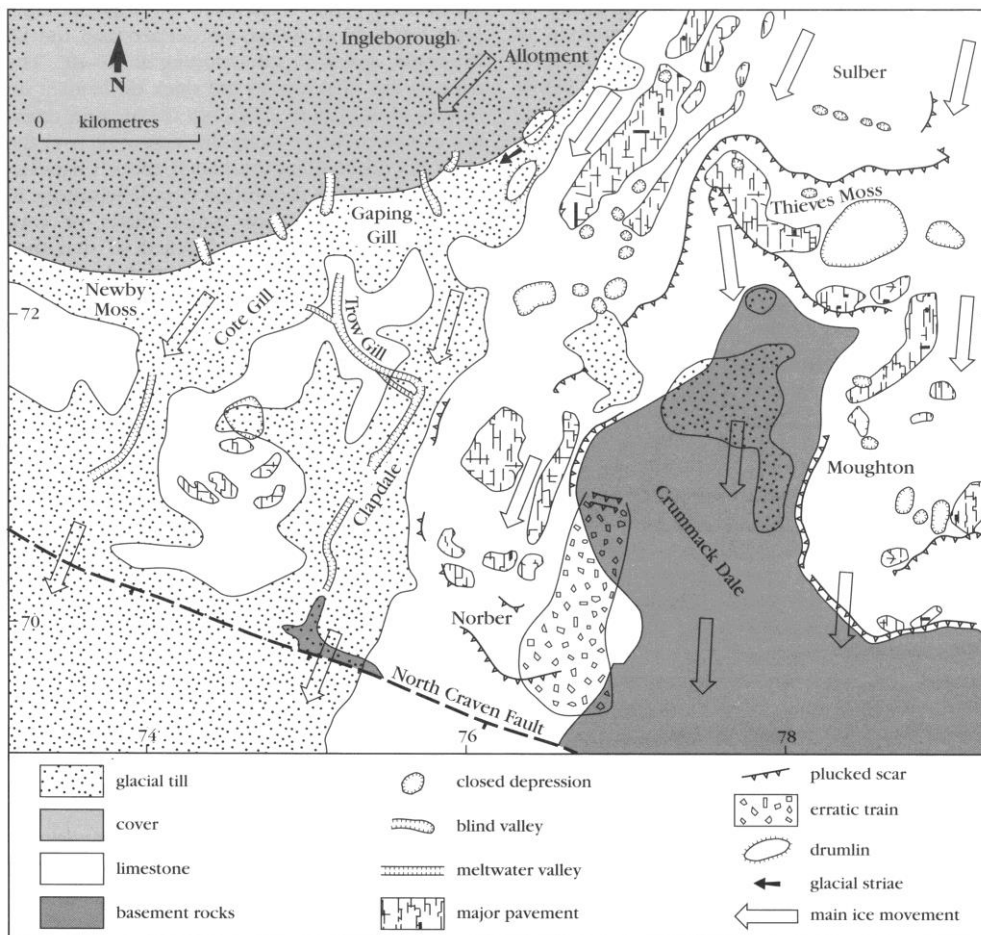 Ingleborough
Allotment
Sulber
N
0 kilometres 1
Thieves Moss
Gaping
Gill
Newby
Moss
72
Cote Gill
Trow Gill
Moughton
Clapdale
Crummack Dale
70
Norber
North Craven Fault
74
76
78
glacial till
cover
limestone
basement rocks
closed depression
blind valley
meltwater valley
major pavement
plucked scar
erratic train
drumlin
glacial striae
main ice movement